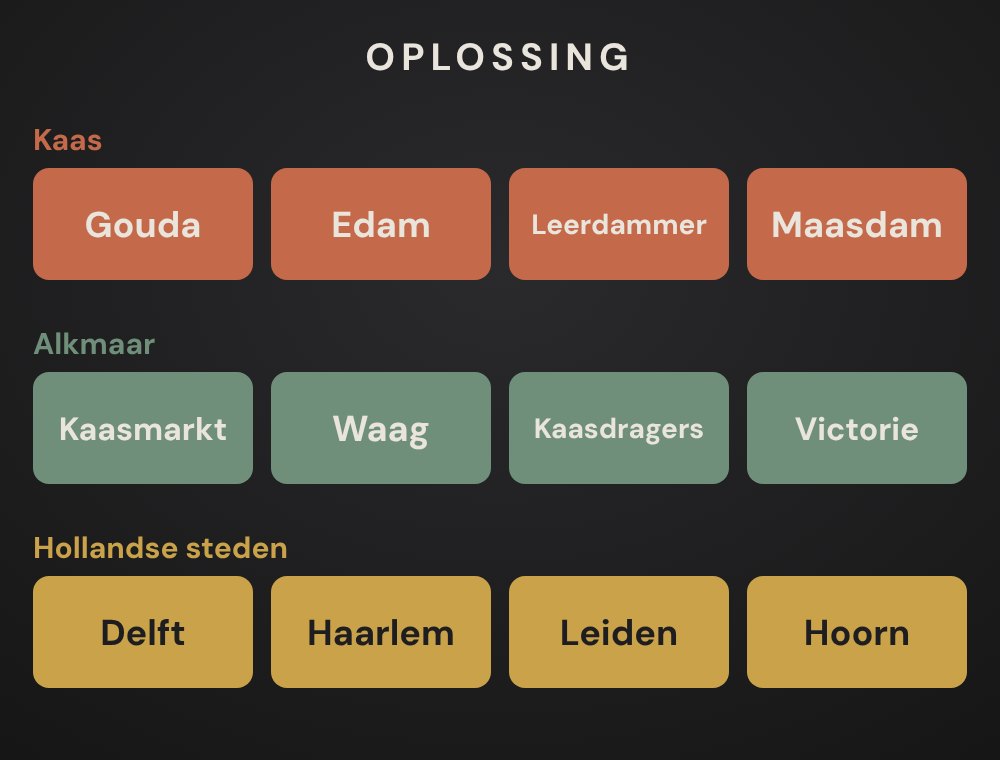 OPLOSSING
Kaas
Gouda Edam Leerdammer Maasdam
Alkmaar
Kaasmarkt Waag Kaasdragers Victorie
Hollandse steden
Delft Haarlem Leiden Hoorn